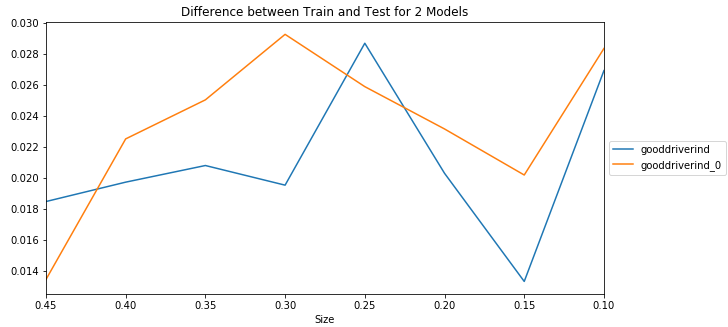 Difference between Train and Test for 2 Models
0.030
0.028
0.026
0.024
0.022
0.020
0.018
0.016
0.014
0.45 0.40 0.35 0.30 0.25 0.20 0.15 0.10
Size
gooddriverind
gooddriverind_0